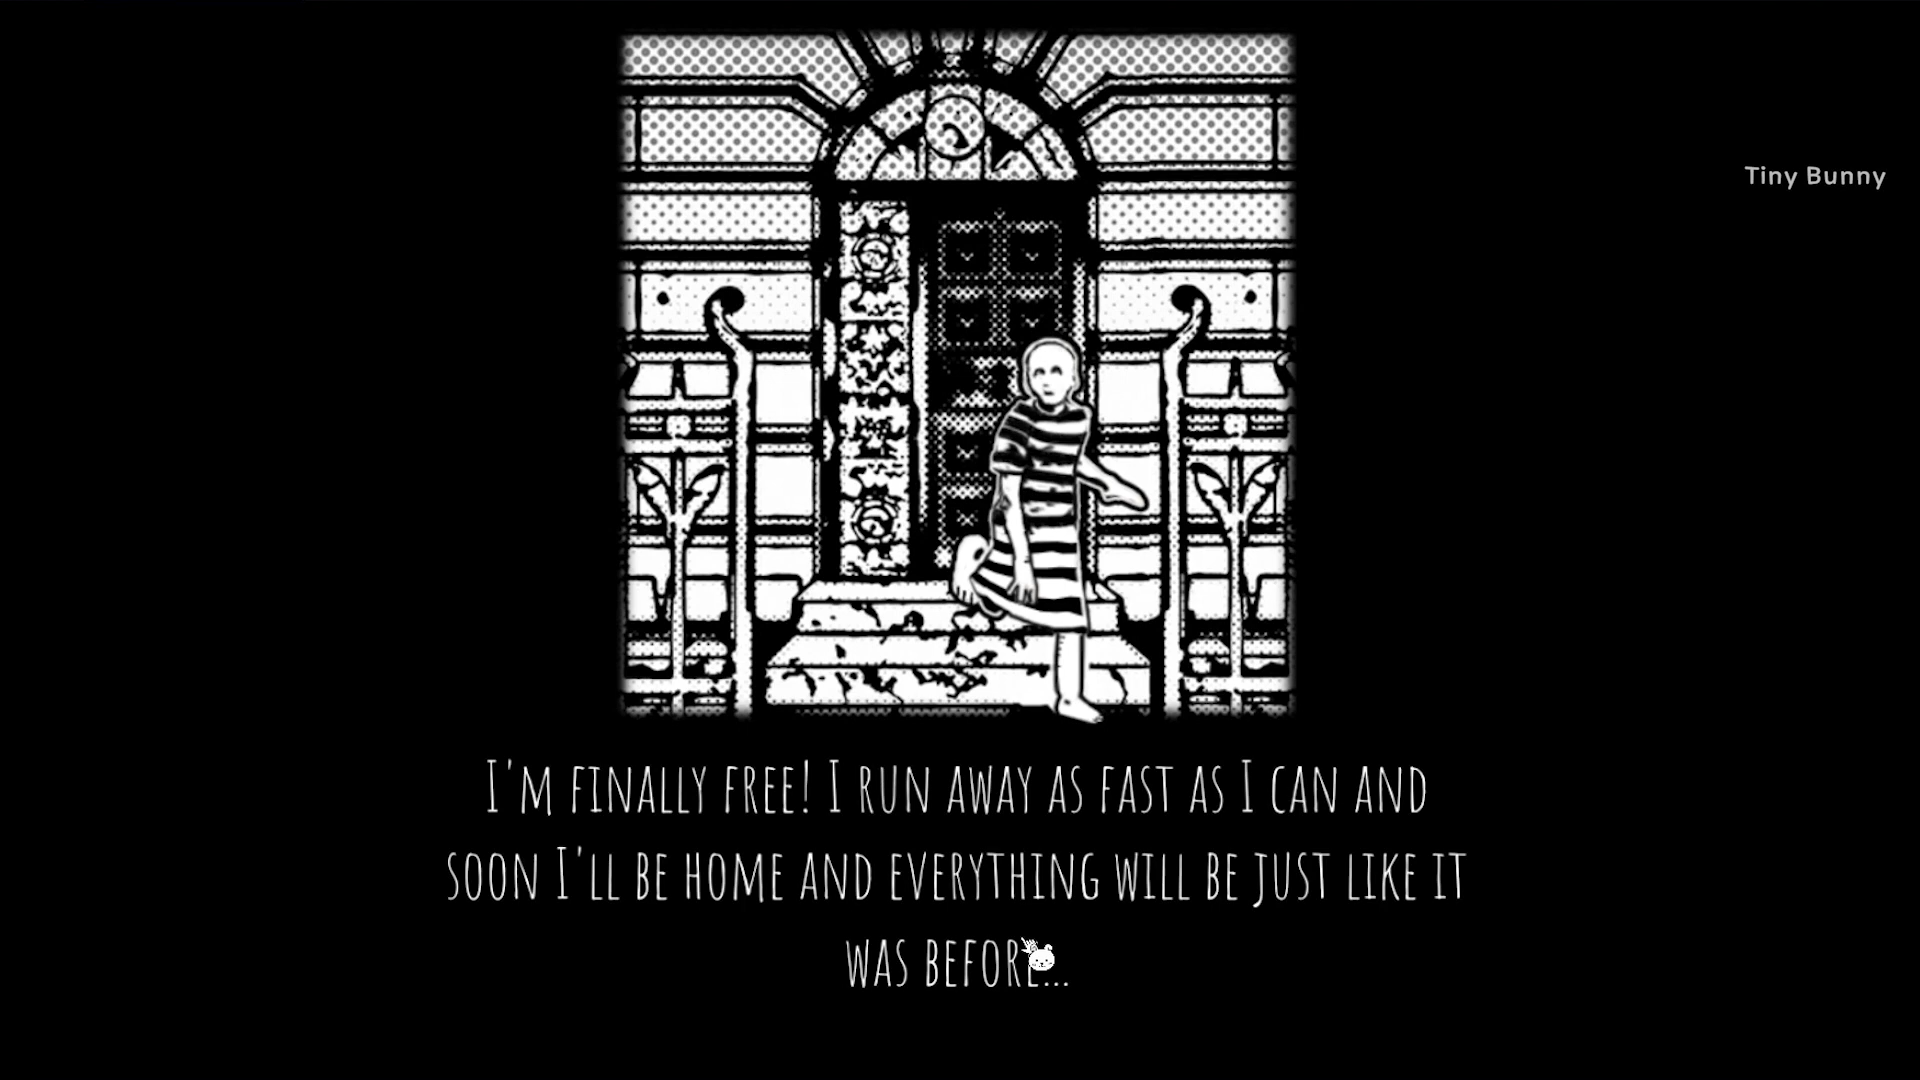 Tiny Bunny
I'M FINALLY FREE! I RUN AWAY AS FAST AS I CAN AND
SOON I'LL BE HOME AND EVERYTHING WILL BE JUST LIKE IT
WAS BEFORE...